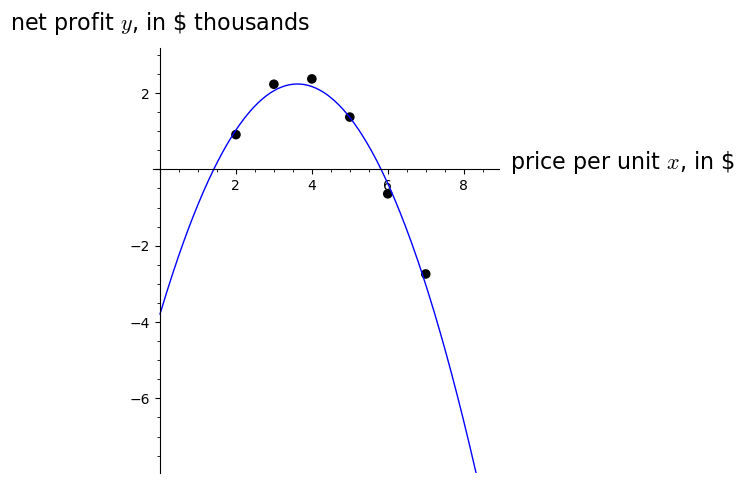 net profit y, in $ thousands
2
price per unit x, in $
2 4 6 8
−2
−4
−6